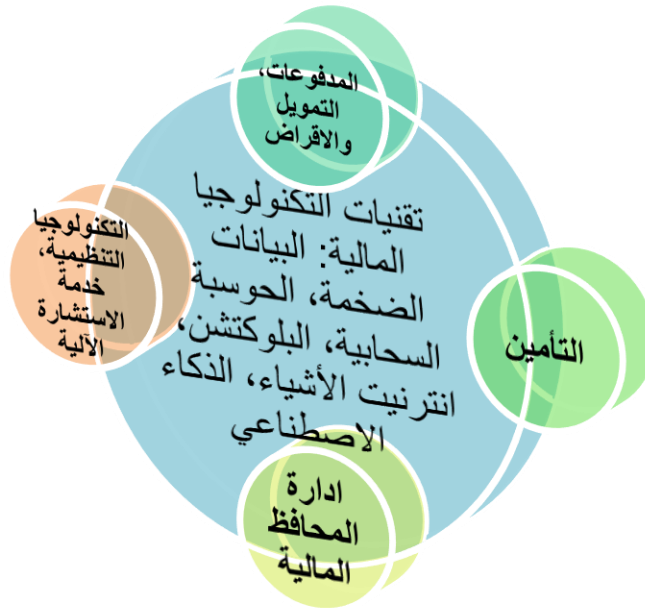 المدفوعات،
التمويل
والاقراض
تقنيات التكنولوجيا
المالية: البيانات
الضخمة، الحوسبة
السحابية، البلوكتشن،
انترنيت الأشياء، الذكاء
الاصطناعي
التأمين
ادارة
المحافظ
المالية
التكنولوجيا
التنظيمية،
خدمة
الاستشارة
الآلية